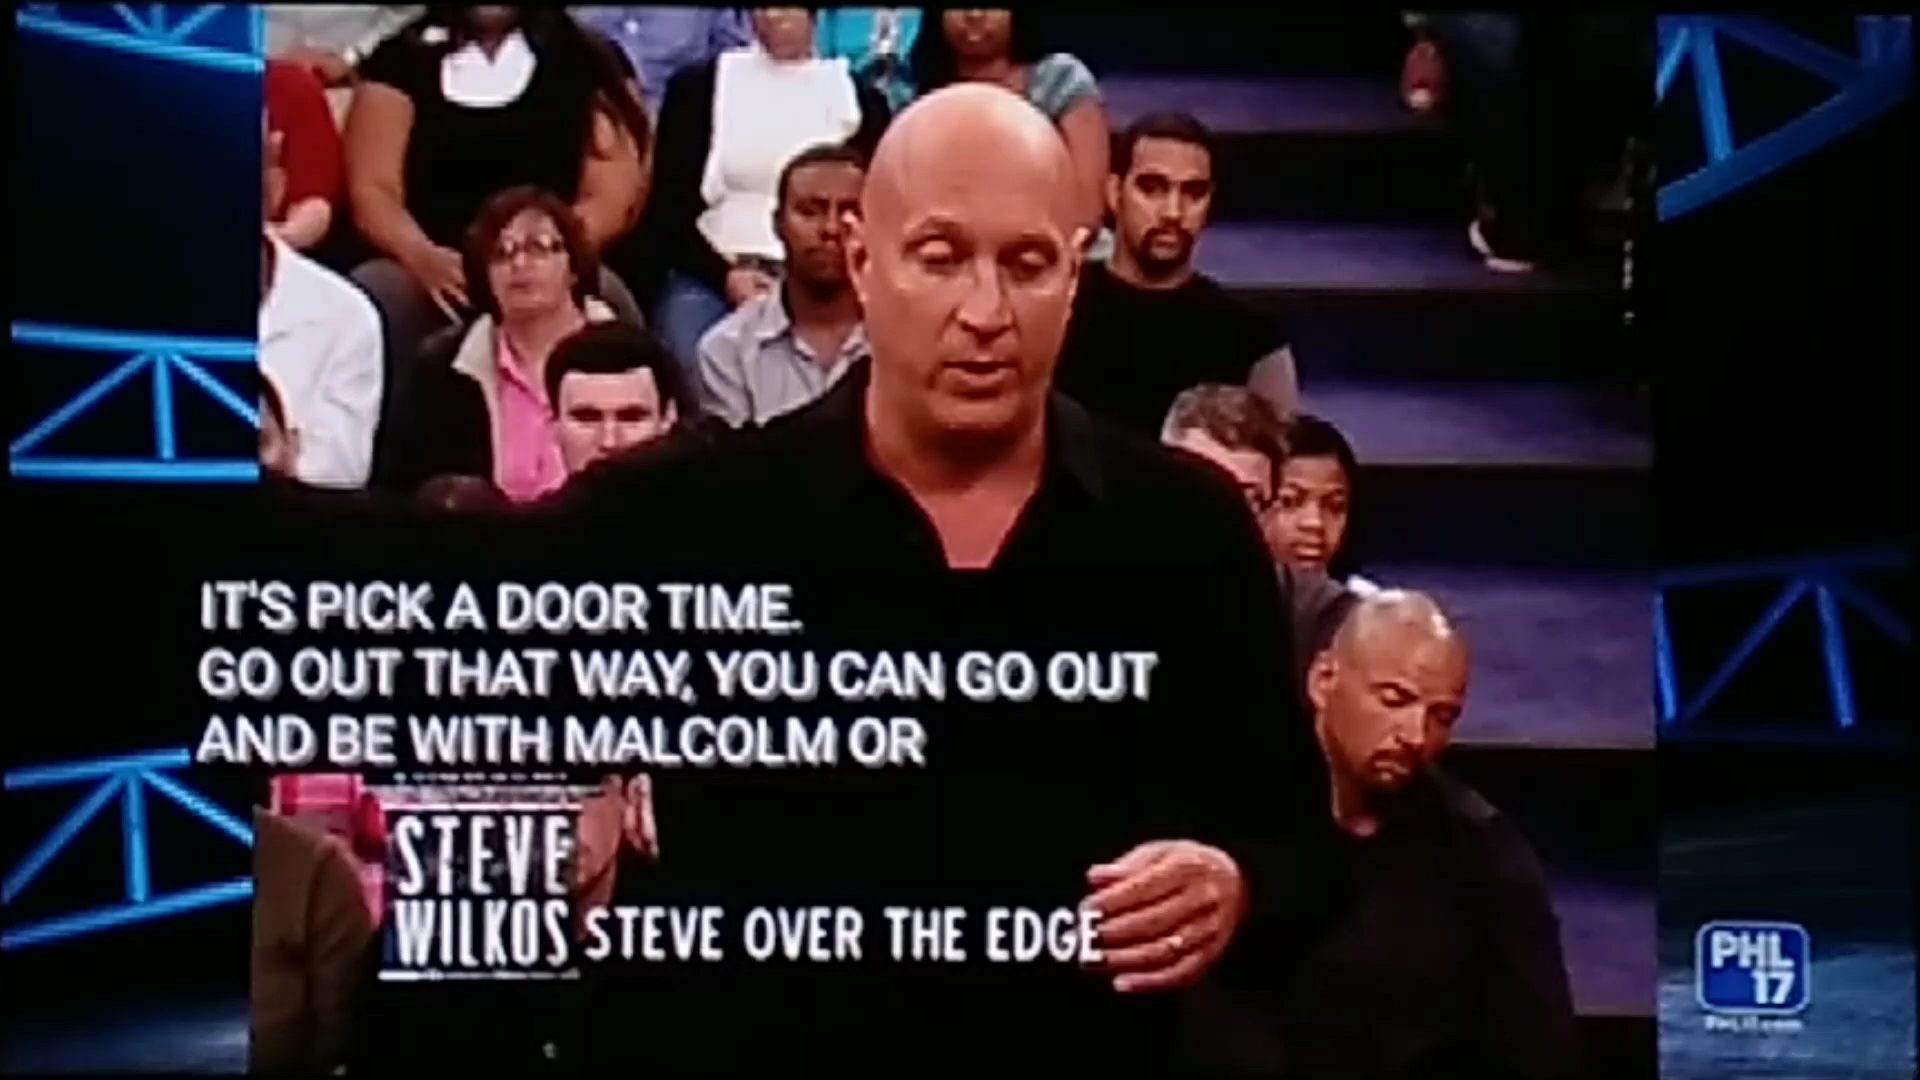 IT'S PICK A DOOR TIME.
GO OUT THAT WAY, YOU CAN GO OUT
AND BE WITH MALCOLM OR
STEVE
WILKOS STEVE OVER THE EDGE
PHL
17